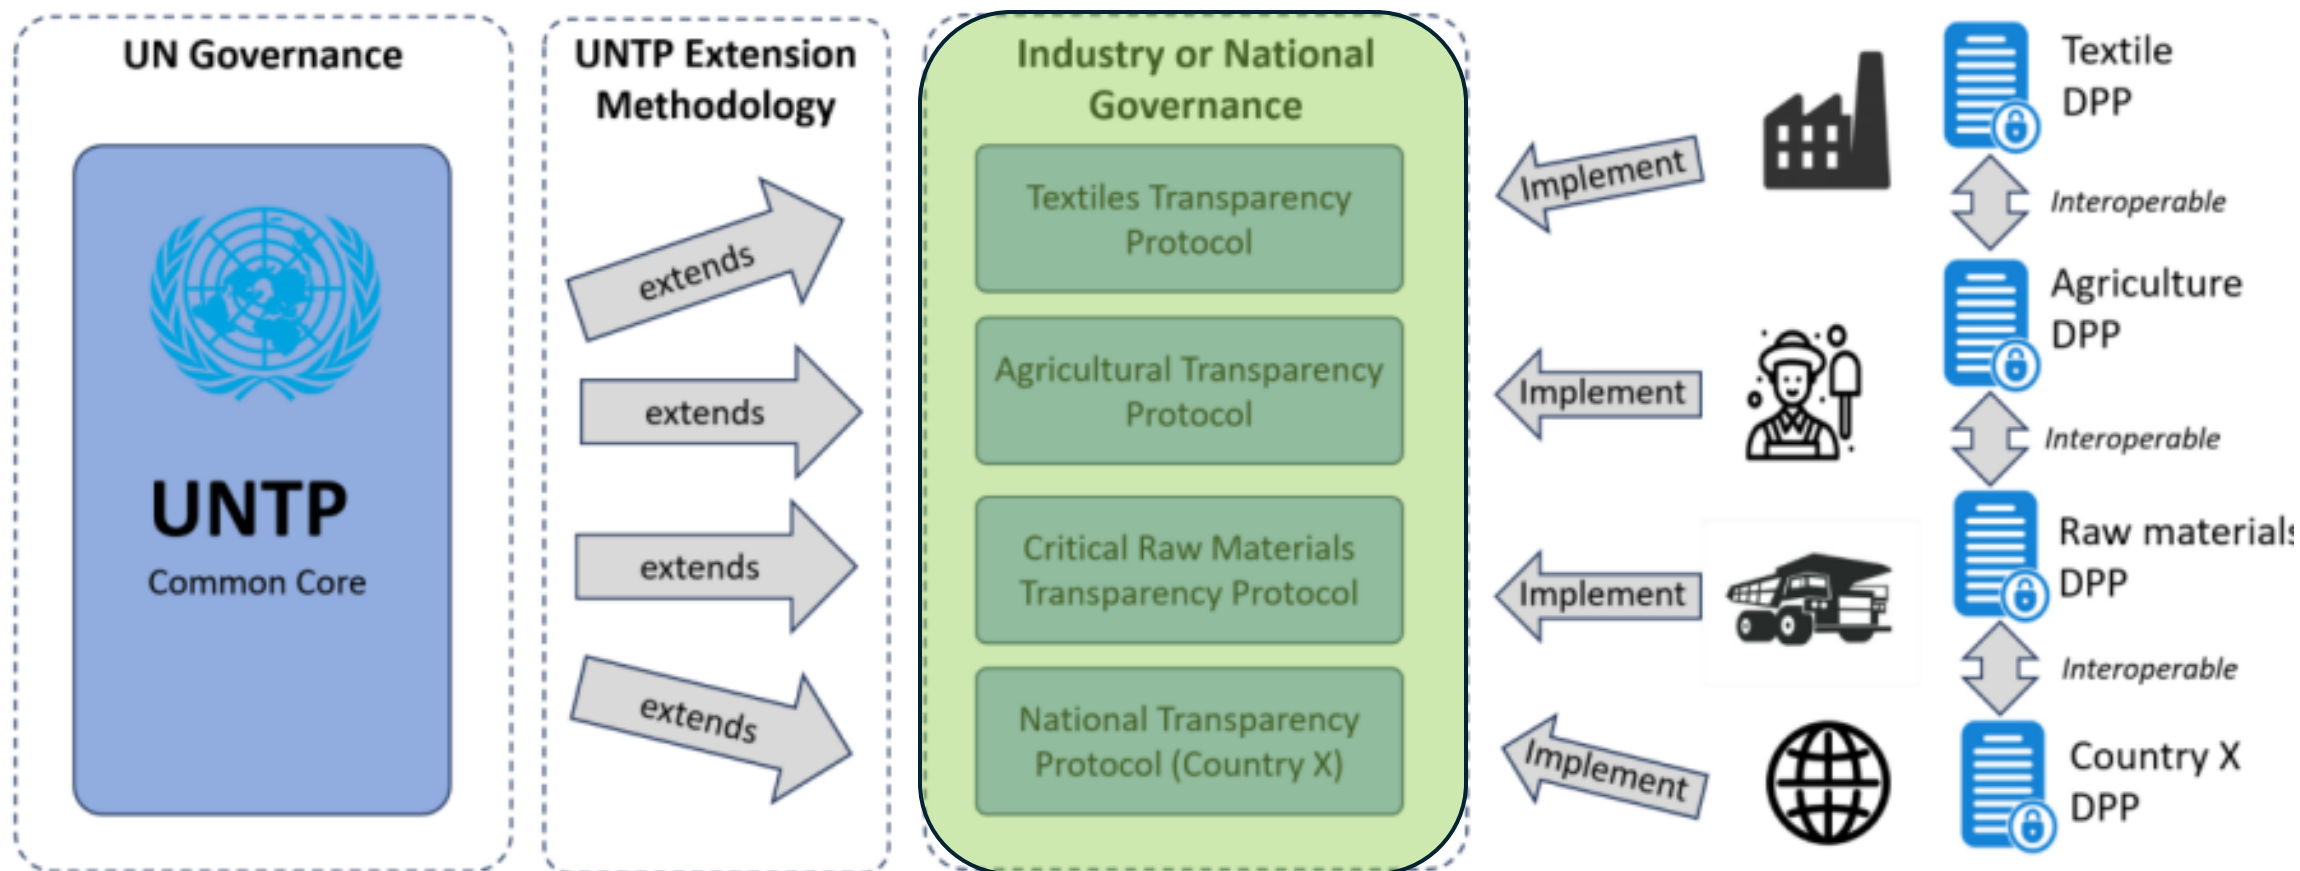 UN Governance
UNTP
Common Core
UNTP Extension
Methodology
extends
extends
extends
extends
Industry or National
Governance
Textiles Transparency
Protocol
Agricultural Transparency
Protocol
Critical Raw Materials
Transparency Protocol
National Transparency
Protocol (Country X)
Implement
Implement
Implement
Implement
Textile
DPP
Interoperable
Agriculture
DPP
Interoperable
Raw materials
DPP
Interoperable
Country X
DPP